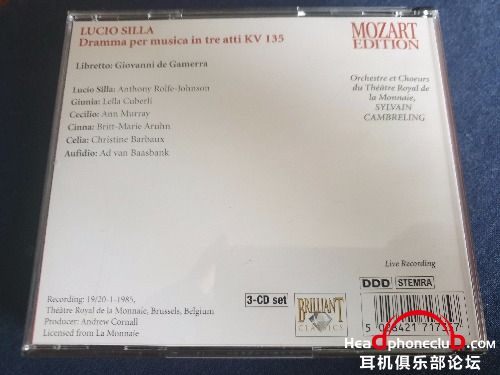 LUCIO SILLA
Dramma per musica in tre atti KV 135
MOZART
EDITION
Libretto: Giovanni de Gamerra
Lucio Silla: Anthony Rolfe-Johnson
Giunia: Lella Cuberli
Cecilio: Ann Murray
Cinna: Britt-Marie Aruhn
Celia: Christine Barbaux
Aufidio: Ad van Baasbank
Orchestre et Choeurs
du Théâtre Royal de
la Monnaie,
SYLVAIN
CAMBRELING
Live Recording
Recording: 19/20-1-1985,
Théatre Royal de la Monnaie, Brussels, Belgium
Producer: Andrew Cornall
Licensed from La Monnaie
3-CD set
BRILLIANT
CLASSICS
DDD STEMRA
HeadphoneClub.com
耳机俱乐部论坛